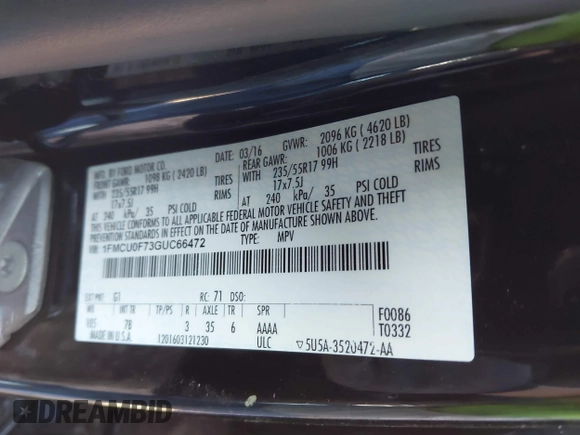 MFG. BY FORD MOTOR CO.
DATE: 03/16 GVWR: 2096 KG ( 4620 LB)
FRONT GAWR: 1098 KG ( 2420 LB) REAR GAWR: 1006 KG ( 2218 LB)
WITH 235/55R17 99H TIRES WITH 235/55R17 99H TIRES
17x7.5J RIMS 17x7.5J RIMS
AT 240 kPa/ 35 PSI COLD AT 240 kPa/ 35 PSI COLD
THIS VEHICLE CONFORMS TO ALL APPLICABLE FEDERAL MOTOR VEHICLE SAFETY AND THEFT
PREVENTION STANDARDS IN EFFECT ON THE DATE OF MANUFACTURE SHOWN ABOVE.
VIN: 1FMCU0F73GUC66472 TYPE: MPV
EXT PNT: G1 RC: 71 DSO:
WB INT TR TP/PS R AXLE TR SPR
105 7B 3 35 6 AAAA
F0086
T0332
MADE IN U.S.A. 1201603121230 ULC ▽5U5A-3520472-AA
DREAMBID